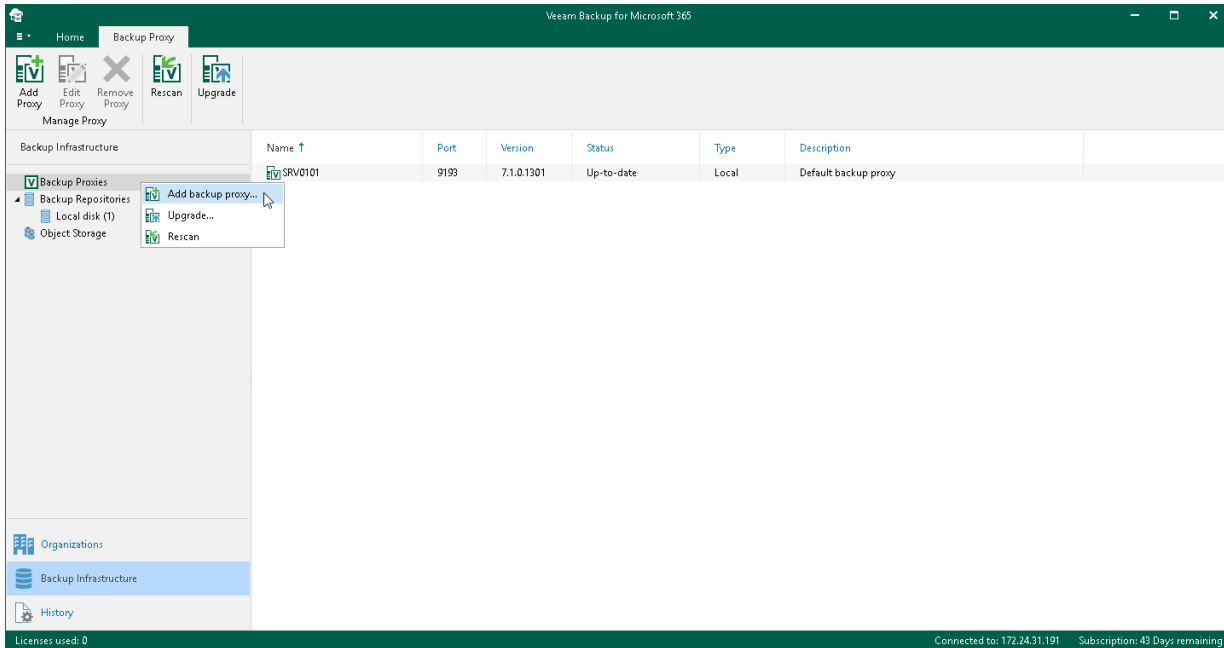 Veeam Backup for Microsoft 365
Home Backup Proxy
Add Proxy
Edit Proxy
Remove Proxy
Rescan
Upgrade
Manage Proxy
Backup Infrastructure
Backup Proxies
Backup Repositories
Local disk (1)
Object Storage
Add backup proxy...
Upgrade...
Rescan
Name Port Version Status Type Description
SRV0101 9193 7.1.0.1301 Up-to-date Local Default backup proxy
Organizations
Backup Infrastructure
History
Licenses used: 0 Connected to: 172.24.31.191 Subscription: 43 Days remaining